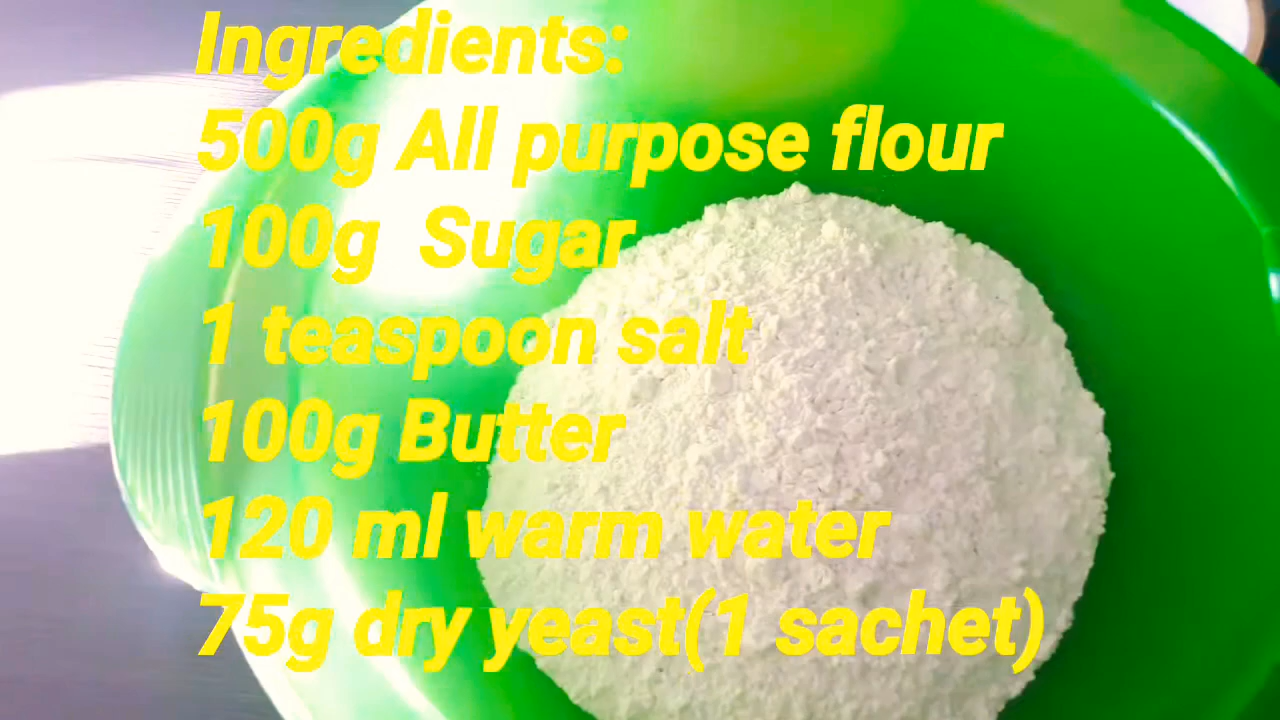 Ingredients:
500g All purpose flour
100g Sugar
1 teaspoon salt
100g Butter
120 ml warm water
75g dry yeast(1 sachet)